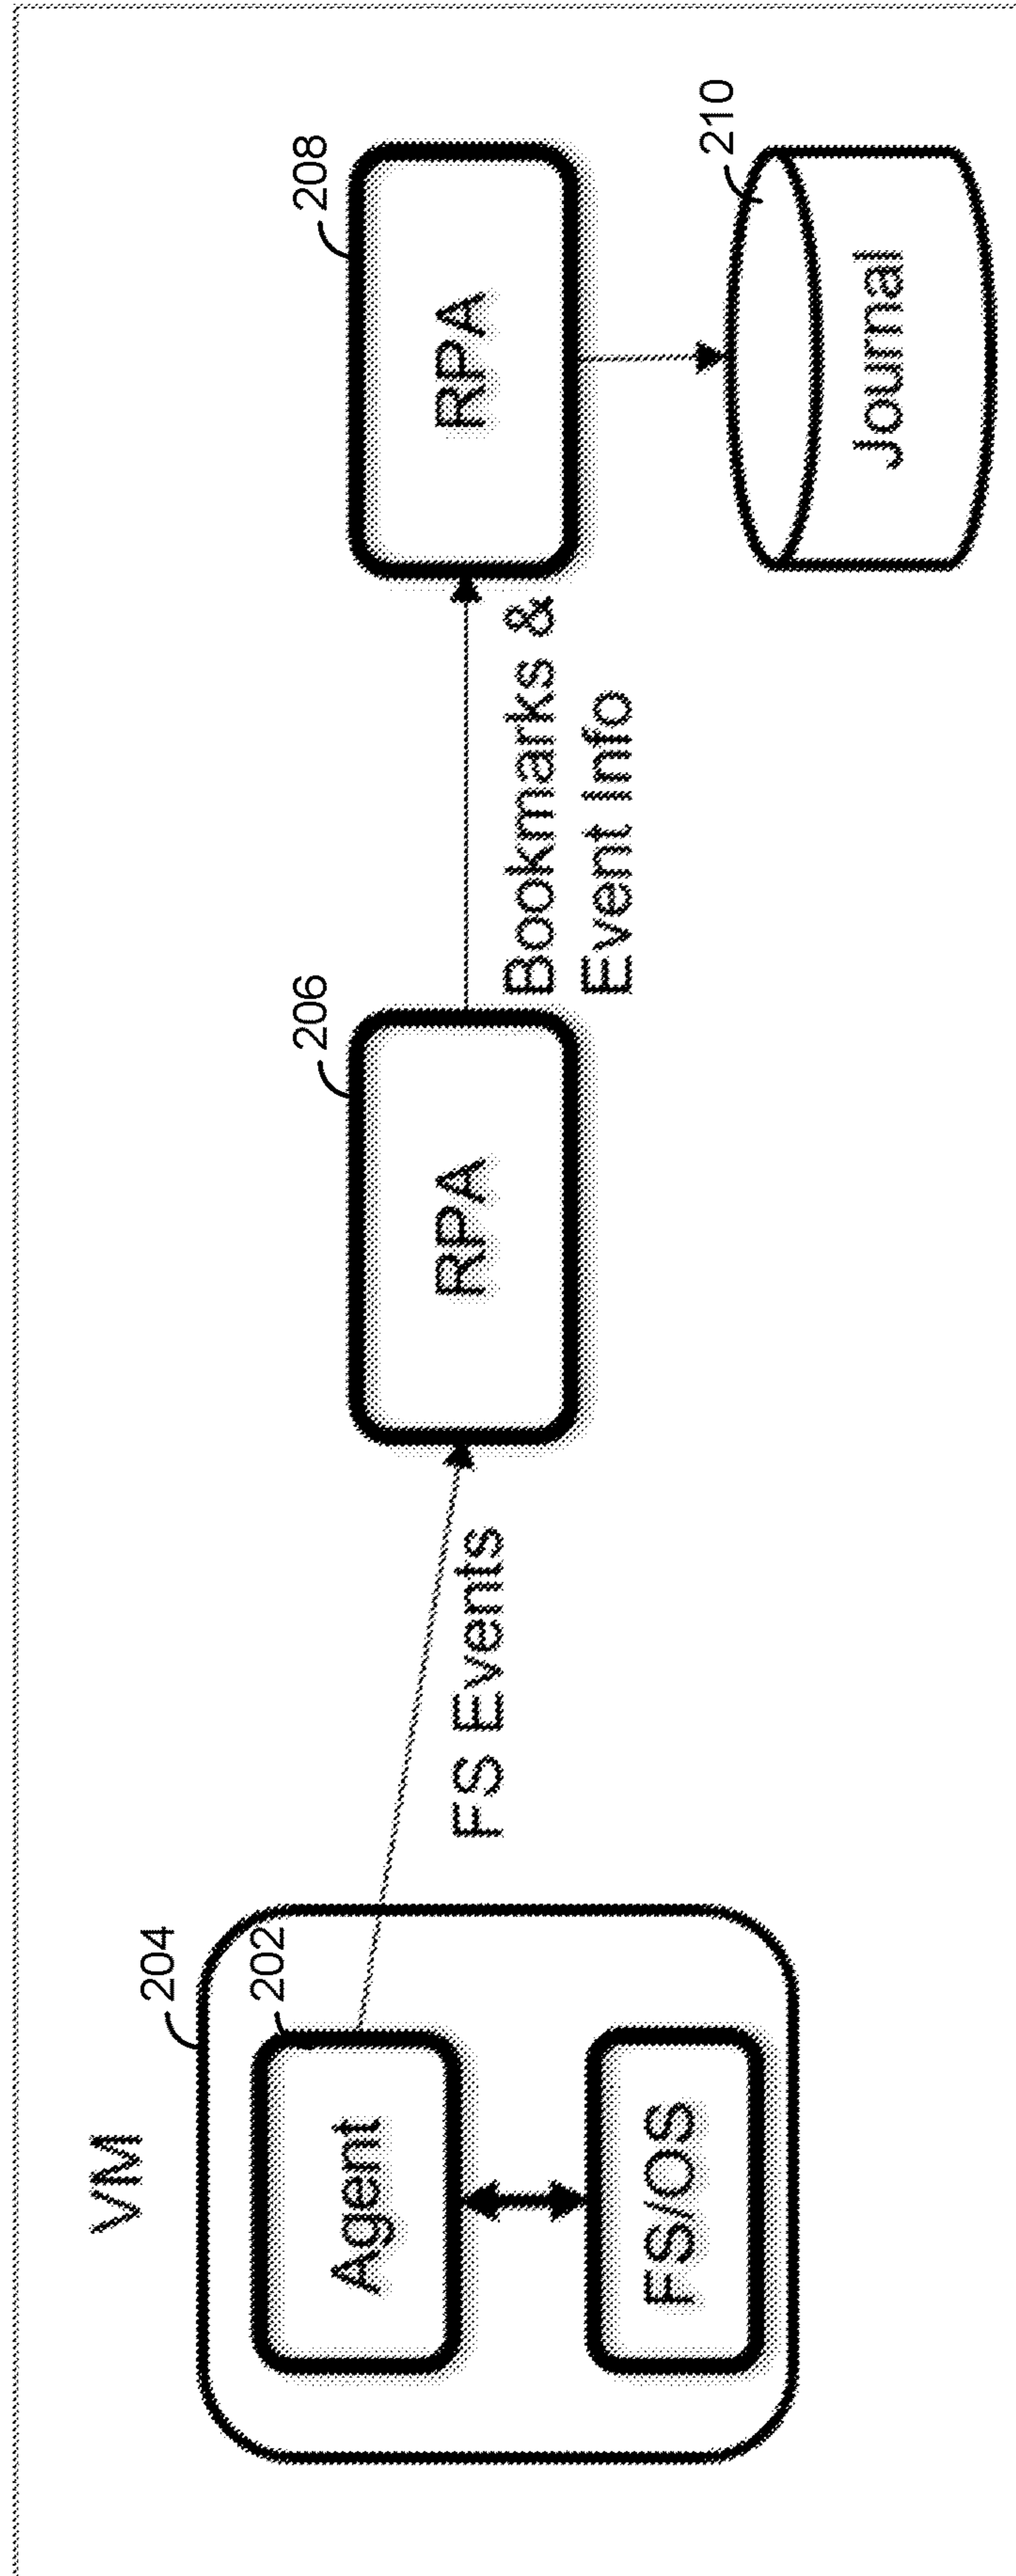 VM
204
202
Agent
FS/OS
FS Events
206
RPA
Bookmarks &
Event Info
208
RPA
210
Journal